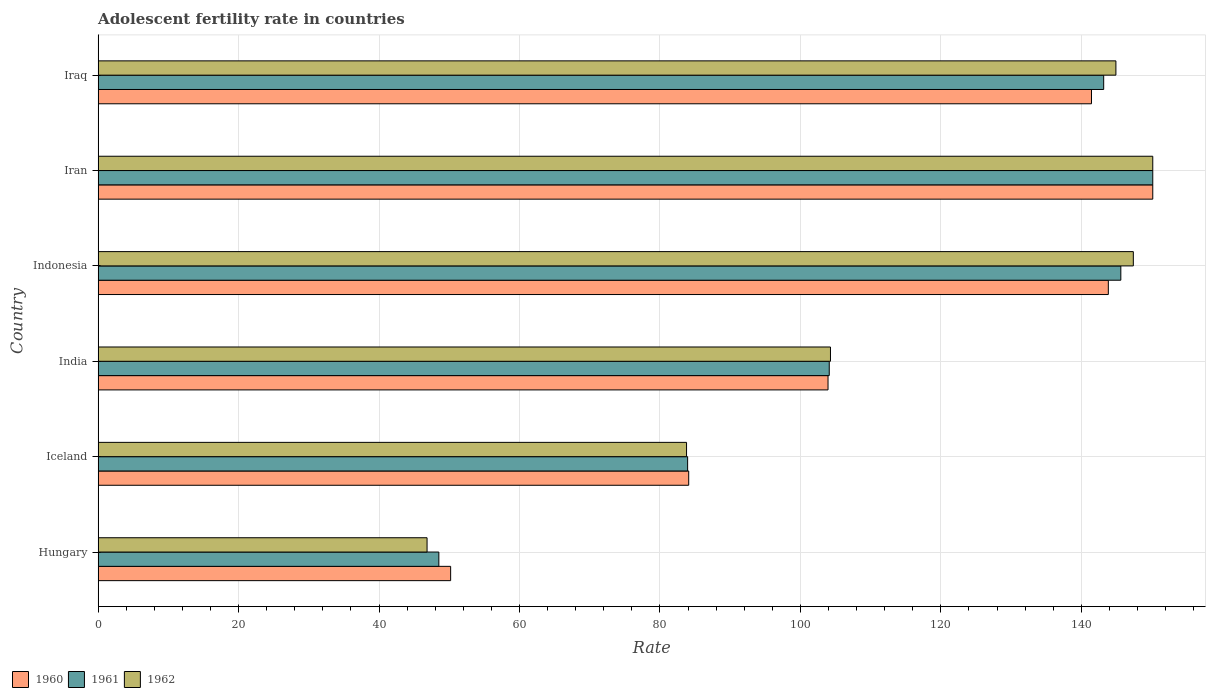 Adolescent fertility rate in countries
Iraq
Iran
Indonesia
India
Iceland
Hungary
Country
0
20
40
60
80
100
120
140
Rate
1960
1961
1962